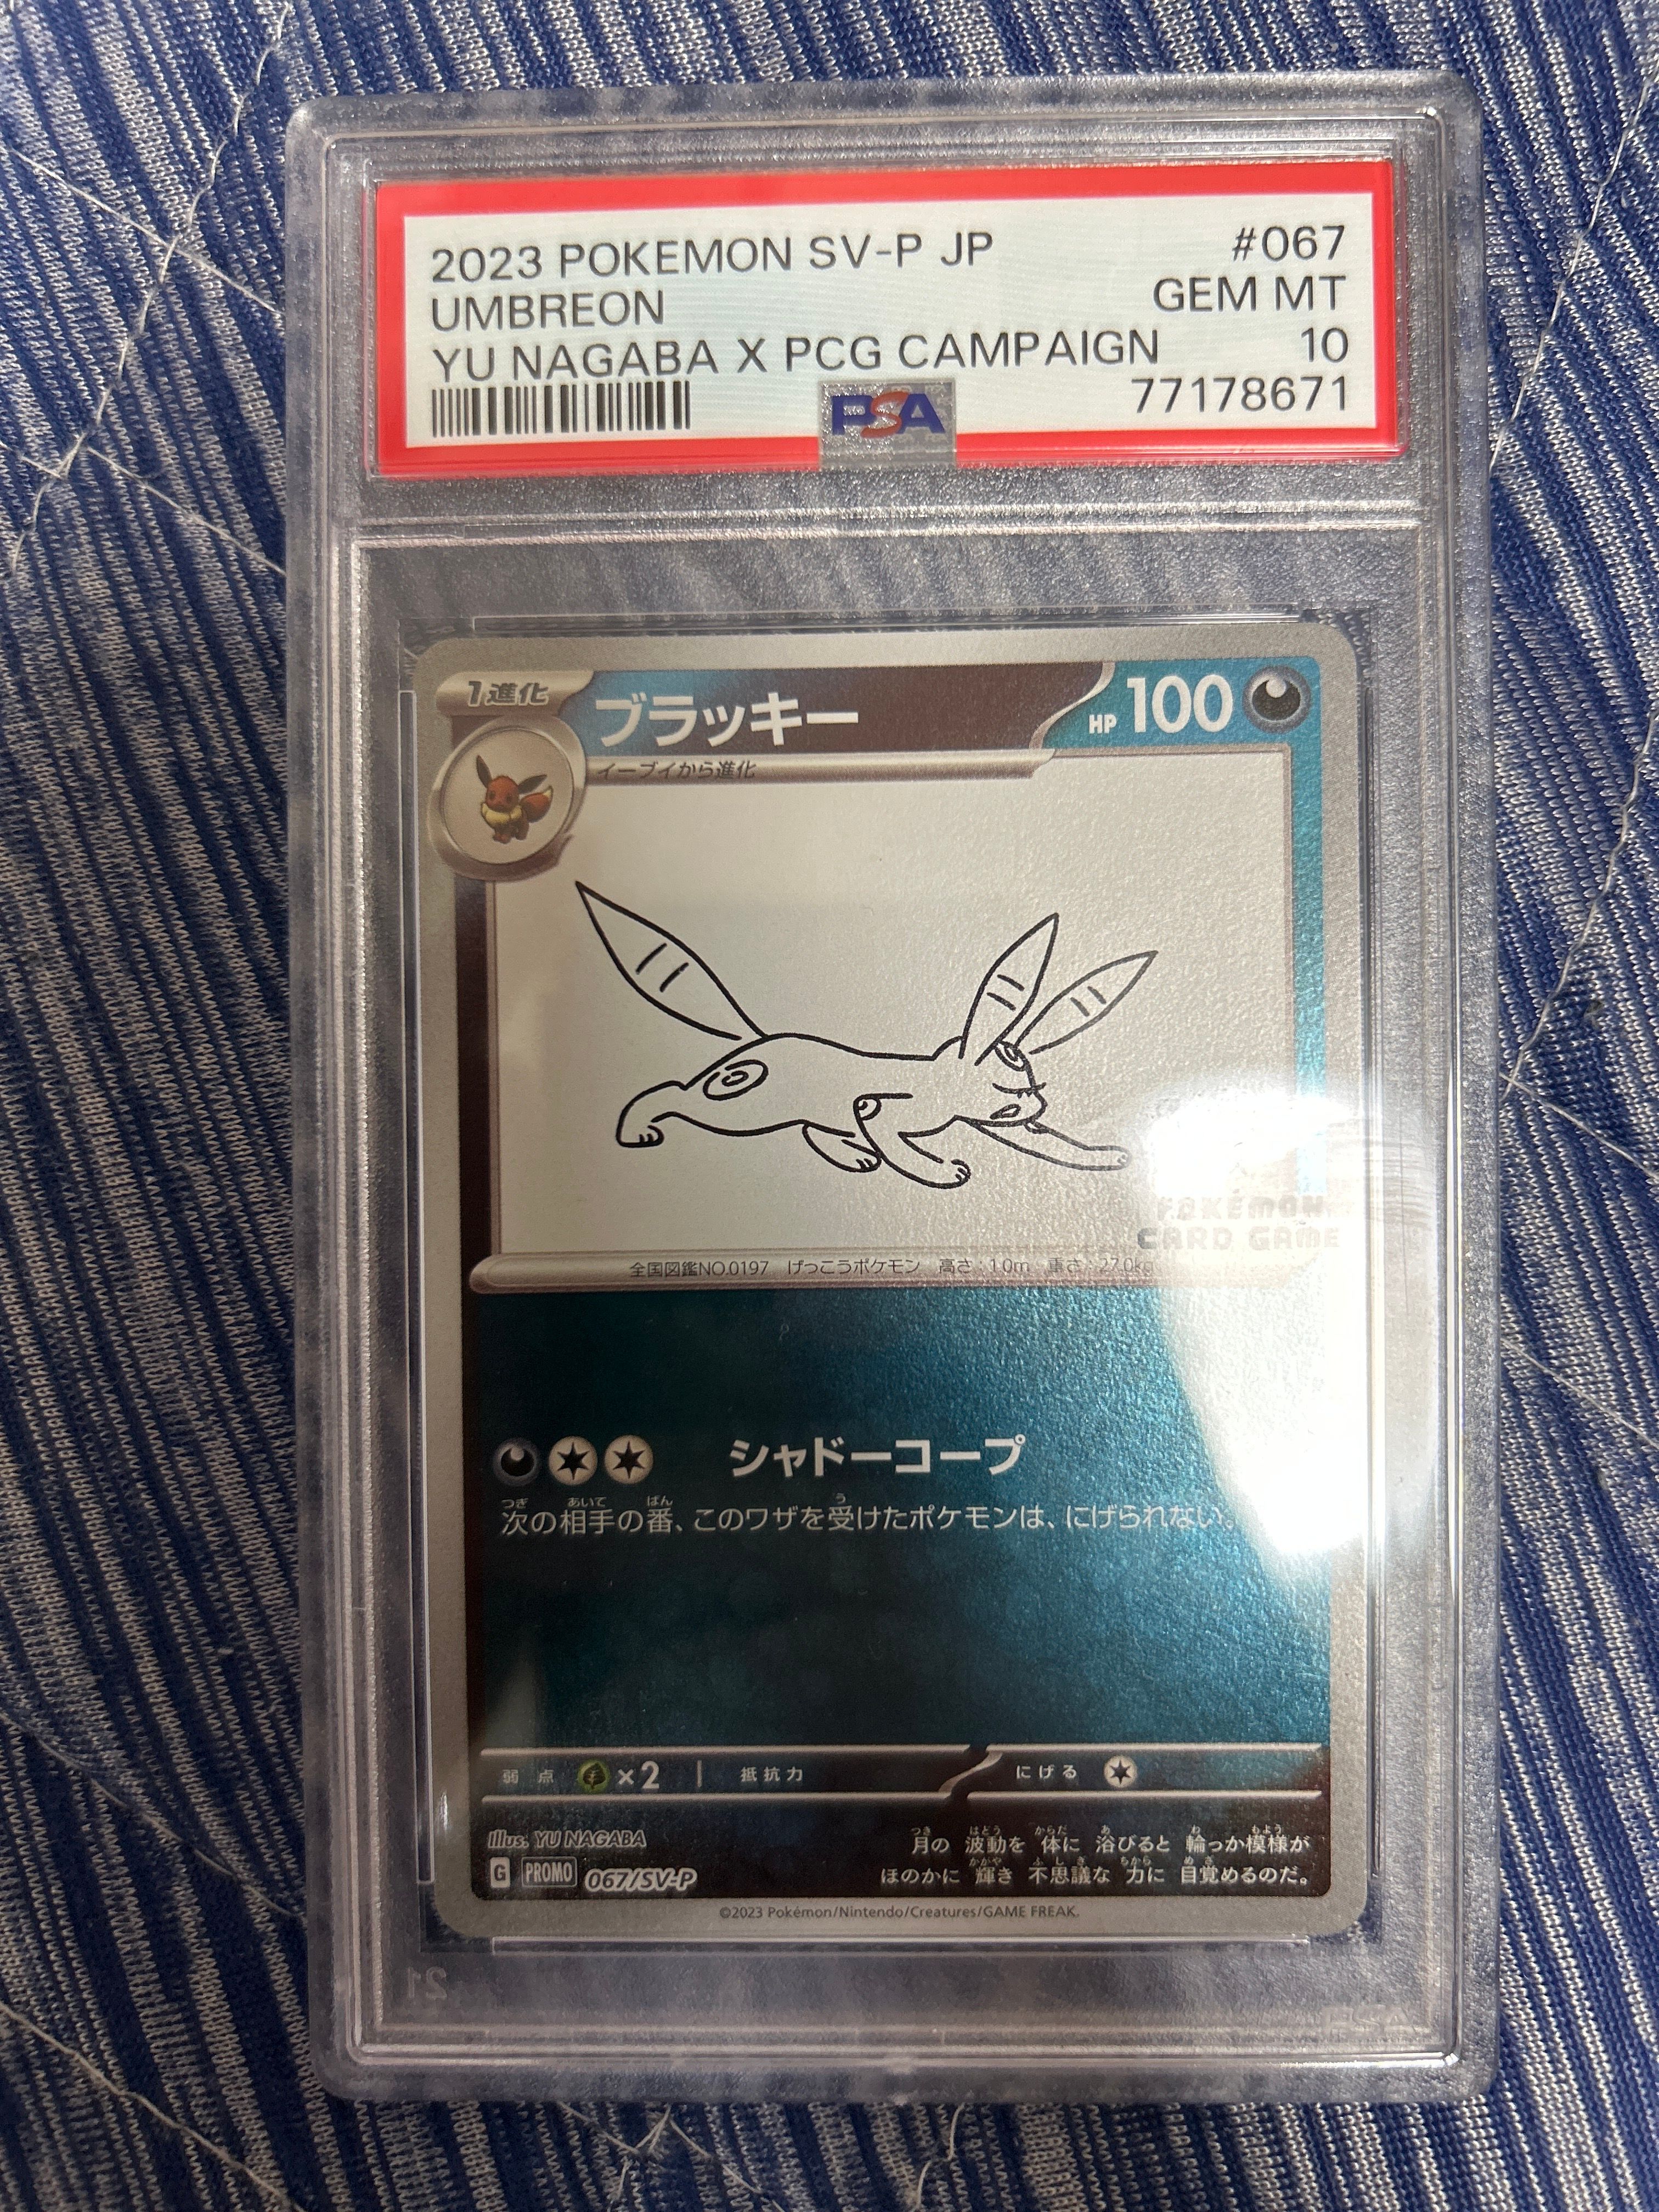 2023 POKEMON SV-P JP #067
UMBREON GEM MT
YU NAGABA X PCG CAMPAIGN 10
PSA 77178671
1進化 ブラッキー HP 100
イーブイから進化
POKÉMON
CARD GAME
全国図鑑NO.0197 げっこうポケモン 高さ:1.0m 重さ:27.0kg
シャドーコープ
次の相手の番、このワザを受けたポケモンは、にげられない。
弱点 ×2 抵抗力 にげる
Illus. YU NAGABA
月の波動を体に浴びると輪っか模様が
ほのかに輝き不思議な力に目覚めるのだ。
G PROMO 067/SV-P
©2023 Pokémon/Nintendo/Creatures/GAME FREAK.
21